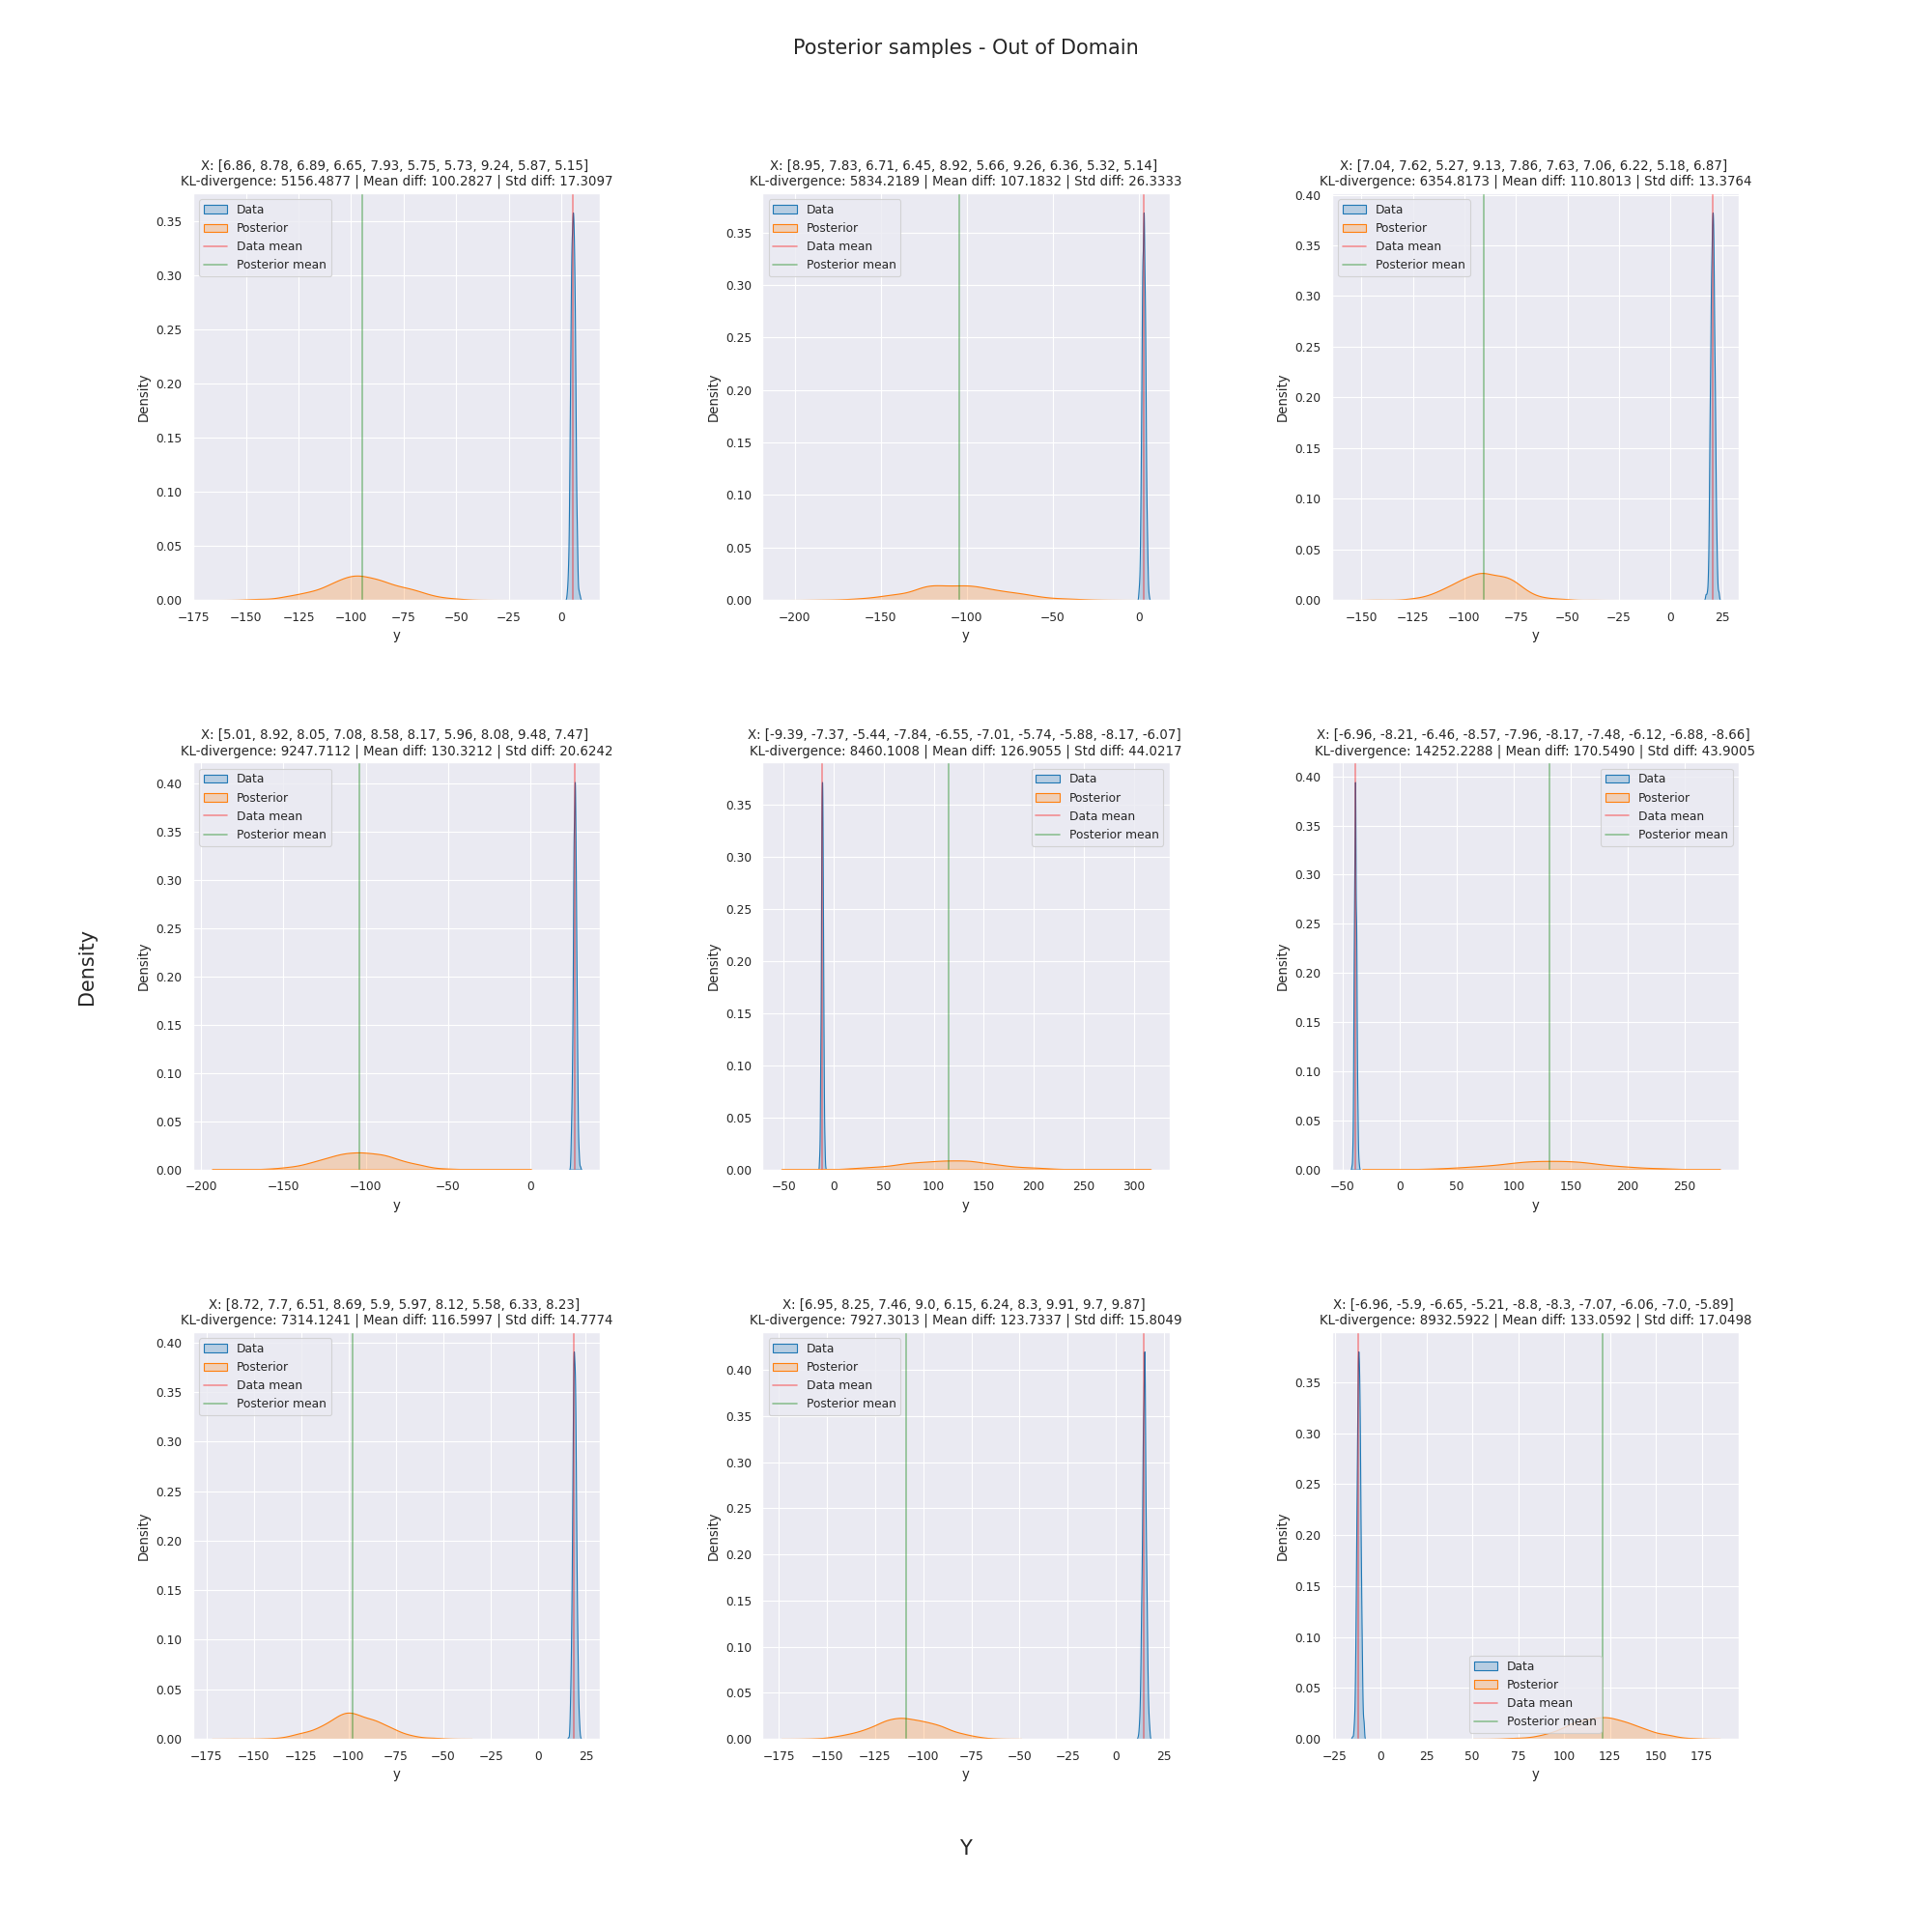 Posterior samples - Out of Domain
X: [6.86, 8.78, 6.89, 6.65, 7.93, 5.75, 5.73, 9.24, 5.87, 5.15]
KL-divergence: 5156.4877 | Mean diff: 100.2827 | Std diff: 17.3097
Data
Posterior
Data mean
Posterior mean
0.35
0.30
0.25
0.20
0.15
0.10
0.05
0.00
Density
−175 −150 −125 −100 −75 −50 −25 0
y
X: [8.95, 7.83, 6.71, 6.45, 8.92, 5.66, 9.26, 6.36, 5.32, 5.14]
KL-divergence: 5834.2189 | Mean diff: 107.1832 | Std diff: 26.3333
Data
Posterior
Data mean
Posterior mean
0.35
0.30
0.25
0.20
0.15
0.10
0.05
0.00
Density
−200 −150 −100 −50 0
y
X: [7.04, 7.62, 5.27, 9.13, 7.86, 7.63, 7.06, 6.22, 5.18, 6.87]
KL-divergence: 6354.8173 | Mean diff: 110.8013 | Std diff: 13.3764
Data
Posterior
Data mean
Posterior mean
0.40
0.35
0.30
0.25
0.20
0.15
0.10
0.05
0.00
Density
−150 −125 −100 −75 −50 −25 0 25
y
Density
X: [5.01, 8.92, 8.05, 7.08, 8.58, 8.17, 5.96, 8.08, 9.48, 7.47]
KL-divergence: 9247.7112 | Mean diff: 130.3212 | Std diff: 20.6242
Data
Posterior
Data mean
Posterior mean
0.40
0.35
0.30
0.25
0.20
0.15
0.10
0.05
0.00
Density
−200 −150 −100 −50 0
y
X: [-9.39, -7.37, -5.44, -7.84, -6.55, -7.01, -5.74, -5.88, -8.17, -6.07]
KL-divergence: 8460.1008 | Mean diff: 126.9055 | Std diff: 44.0217
Data
Posterior
Data mean
Posterior mean
0.35
0.30
0.25
0.20
0.15
0.10
0.05
0.00
Density
−50 0 50 100 150 200 250 300
y
X: [-6.96, -8.21, -6.46, -8.57, -7.96, -8.17, -7.48, -6.12, -6.88, -8.66]
KL-divergence: 14252.2288 | Mean diff: 170.5490 | Std diff: 43.9005
Data
Posterior
Data mean
Posterior mean
0.40
0.35
0.30
0.25
0.20
0.15
0.10
0.05
0.00
Density
−50 0 50 100 150 200 250
y
X: [8.72, 7.7, 6.51, 8.69, 5.9, 5.97, 8.12, 5.58, 6.33, 8.23]
KL-divergence: 7314.1241 | Mean diff: 116.5997 | Std diff: 14.7774
Data
Posterior
Data mean
Posterior mean
0.40
0.35
0.30
0.25
0.20
0.15
0.10
0.05
0.00
Density
−175 −150 −125 −100 −75 −50 −25 0 25
y
X: [6.95, 8.25, 7.46, 9.0, 6.15, 6.24, 8.3, 9.91, 9.7, 9.87]
KL-divergence: 7927.3013 | Mean diff: 123.7337 | Std diff: 15.8049
Data
Posterior
Data mean
Posterior mean
0.40
0.35
0.30
0.25
0.20
0.15
0.10
0.05
0.00
Density
−175 −150 −125 −100 −75 −50 −25 0 25
y
X: [-6.96, -5.9, -6.65, -5.21, -8.8, -8.3, -7.07, -6.06, -7.0, -5.89]
KL-divergence: 8932.5922 | Mean diff: 133.0592 | Std diff: 17.0498
Data
Posterior
Data mean
Posterior mean
0.35
0.30
0.25
0.20
0.15
0.10
0.05
0.00
Density
−25 0 25 50 75 100 125 150 175
y
Y